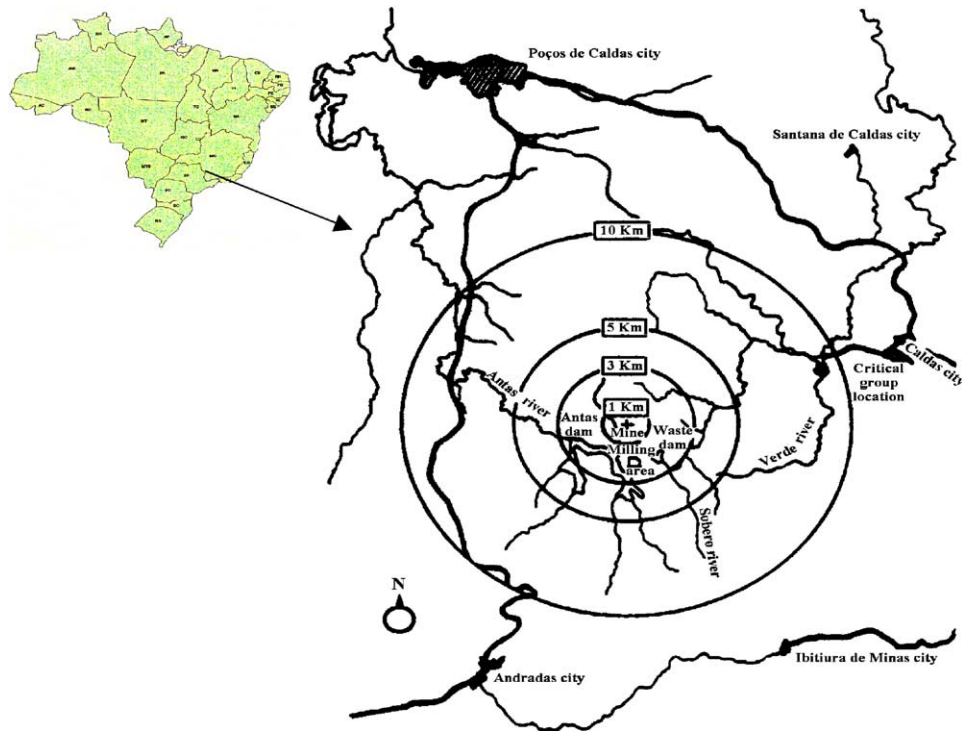 Poços de Caldas city
Santana de Caldas city
10 Km
5 Km
3 Km
1 Km
Caldas city
Critical
group
location
Antas river
Antas
dam
Mine
Waste
dam
Milling
area
Verde river
Sobero river
N
Andradas city
Ibitiura de Minas city